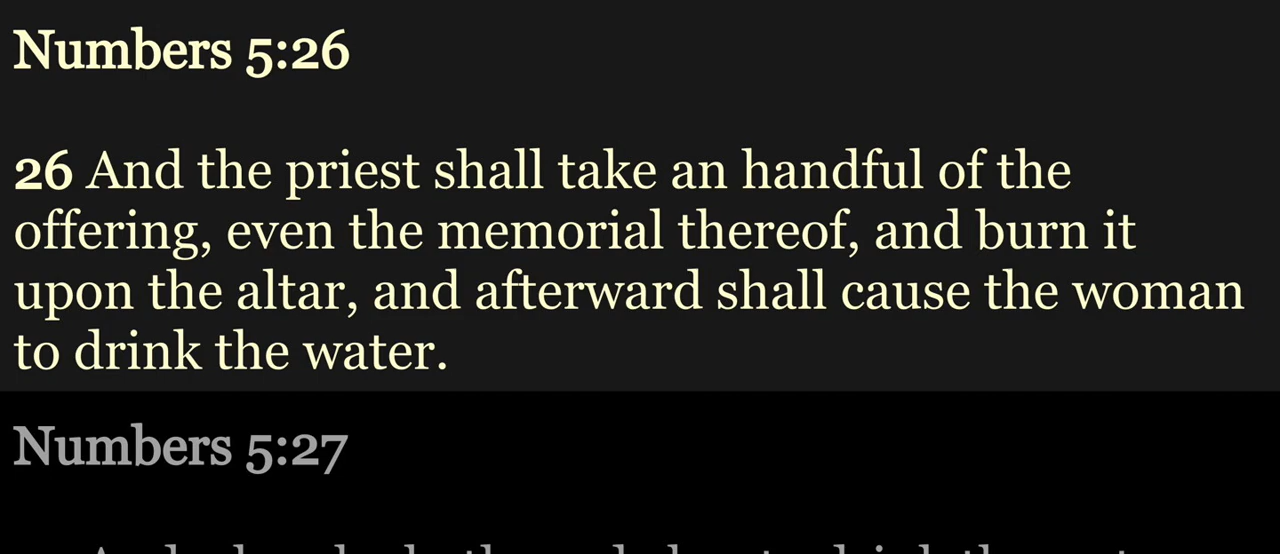 Numbers 5:26
26 And the priest shall take an handful of the
offering, even the memorial thereof, and burn it
upon the altar, and afterward shall cause the woman
to drink the water.
Numbers 5:27